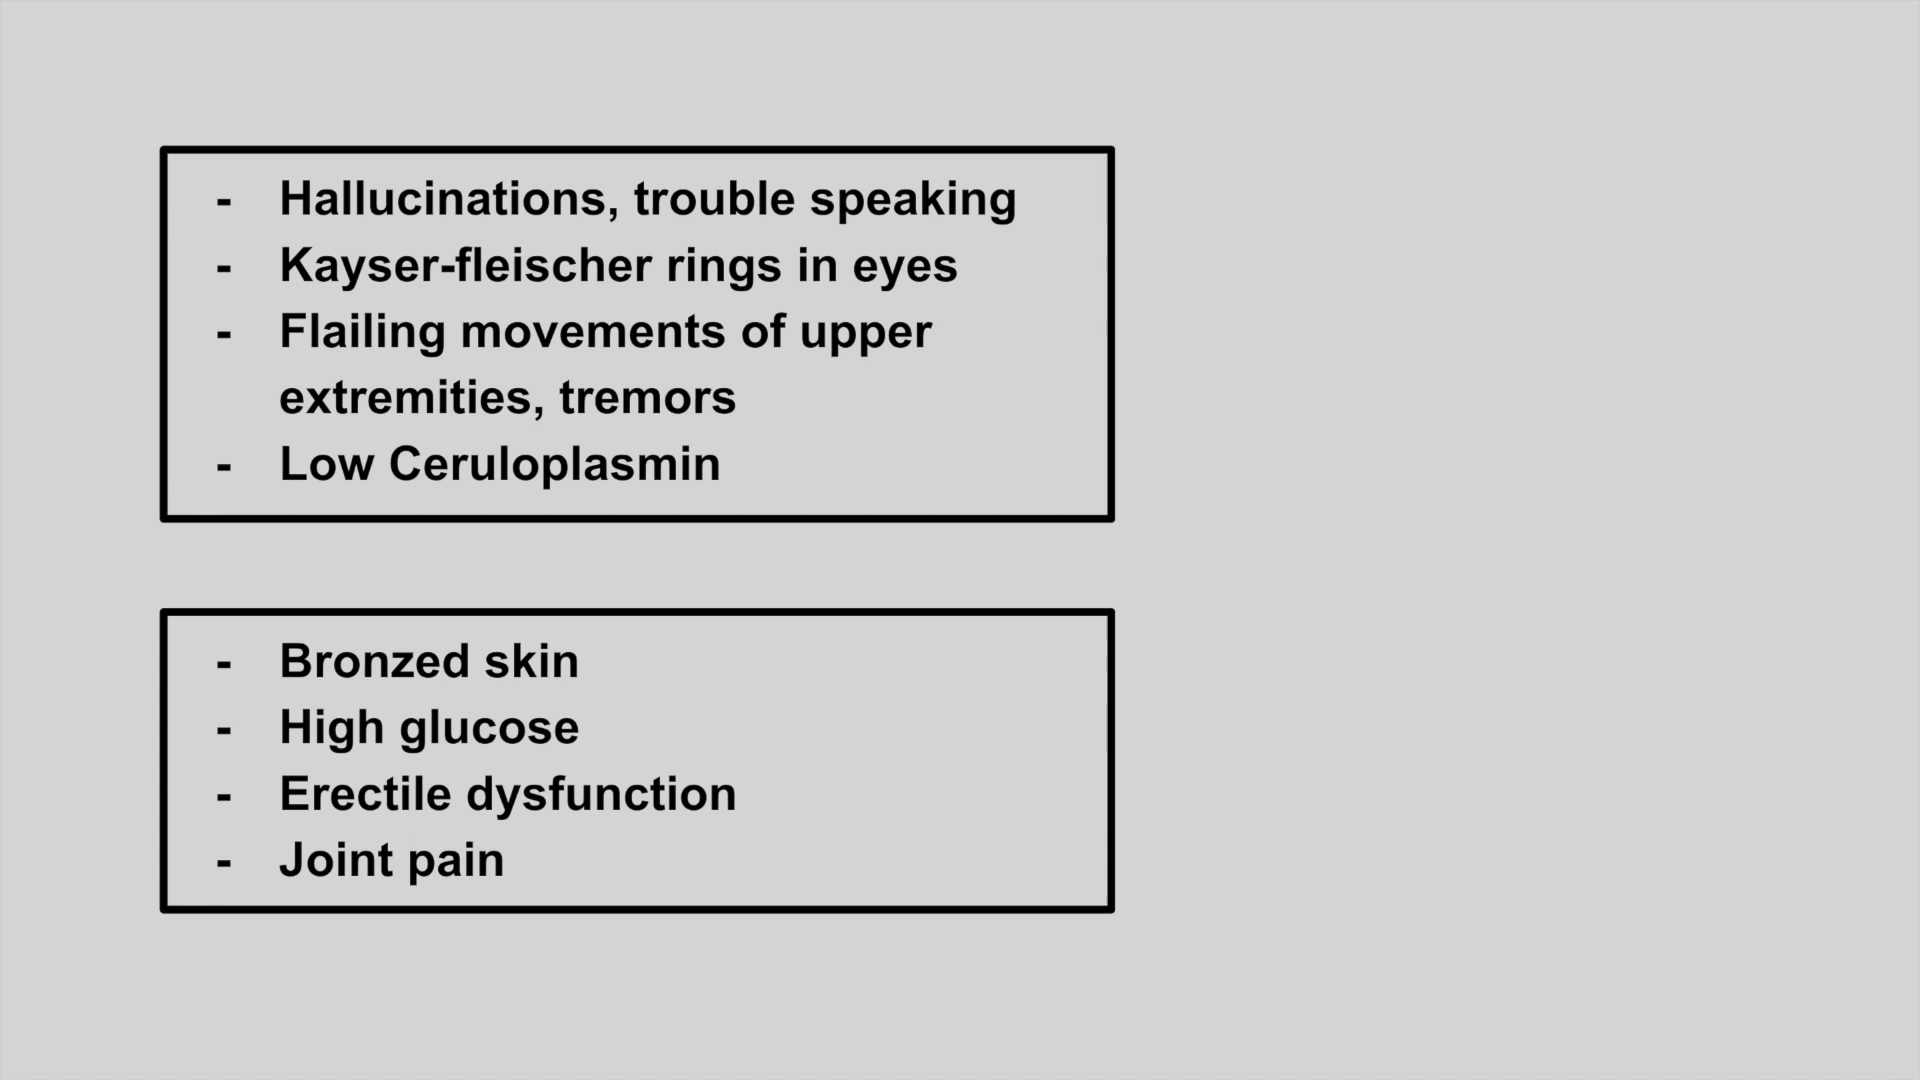 - Hallucinations, trouble speaking
- Kayser-fleischer rings in eyes
- Flailing movements of upper
extremities, tremors
- Low Ceruloplasmin
- Bronzed skin
- High glucose
- Erectile dysfunction
- Joint pain